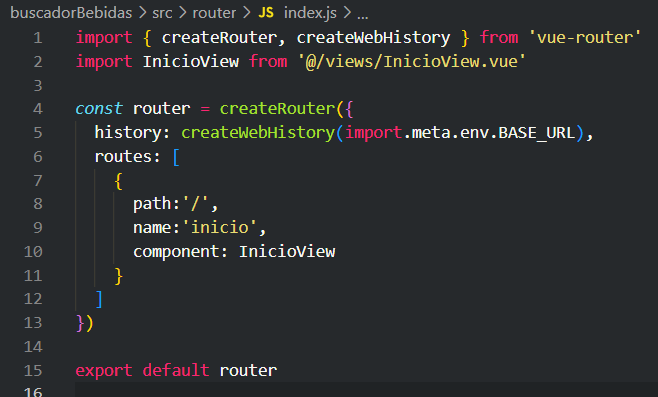 buscadorBebidas > src > router > JS index.js > ...
1 import { createRouter, createWebHistory } from 'vue-router'
2 import InicioView from '@/views/InicioView.vue'
3
4 const router = createRouter({
5   history: createWebHistory(import.meta.env.BASE_URL),
6   routes: [
7     {
8       path:'/',
9       name:'inicio',
10       component: InicioView
11     }
12   ]
13 })
14
15 export default router
16